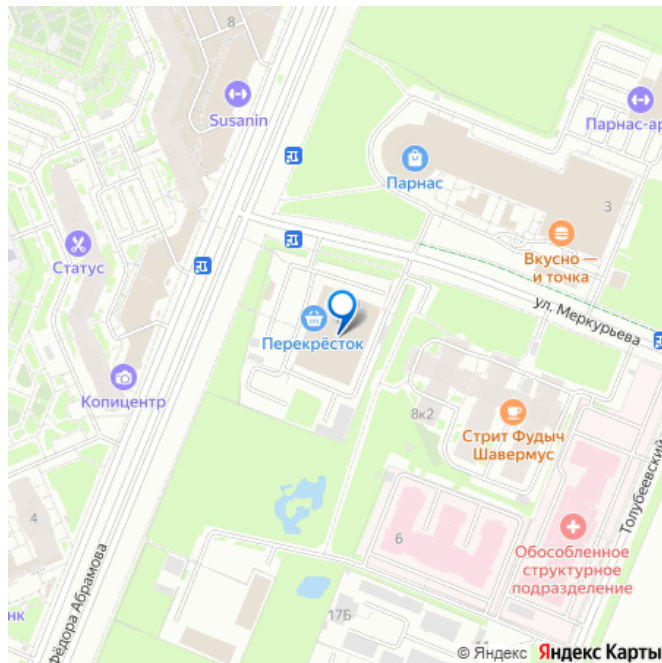 8
Susanin
Парнас-ар
Парнас
3
Вкусно —
и точка
Статус
ул. Меркурьева
Перекрёсток
Копицентр
8к2
Стрит Фудыч
Шавермус
Толубеевский
4
6
Обособленное
структурное
подразделение
Фёдора Абрамова
нк
17Б
© Яндекс Яндекс Карты